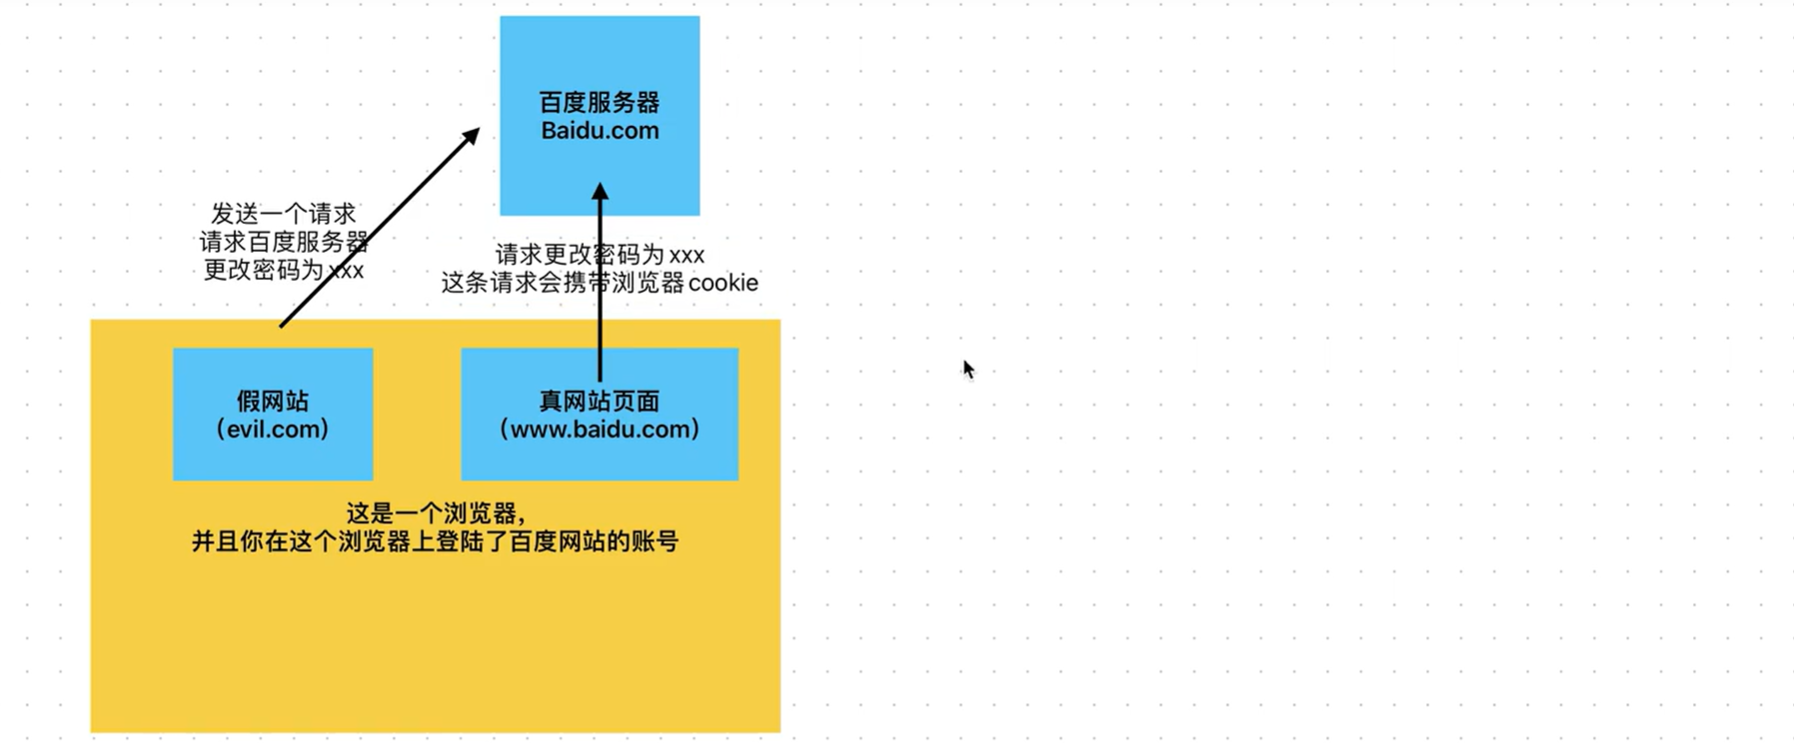 百度服务器
Baidu.com
发送一个请求
请求百度服务器
更改密码为 xxx
请求更改密码为 xxx
这条请求会携带浏览器 cookie
假网站
（evil.com）
真网站页面
（www.baidu.com）
这是一个浏览器，
并且你在这个浏览器上登陆了百度网站的账号